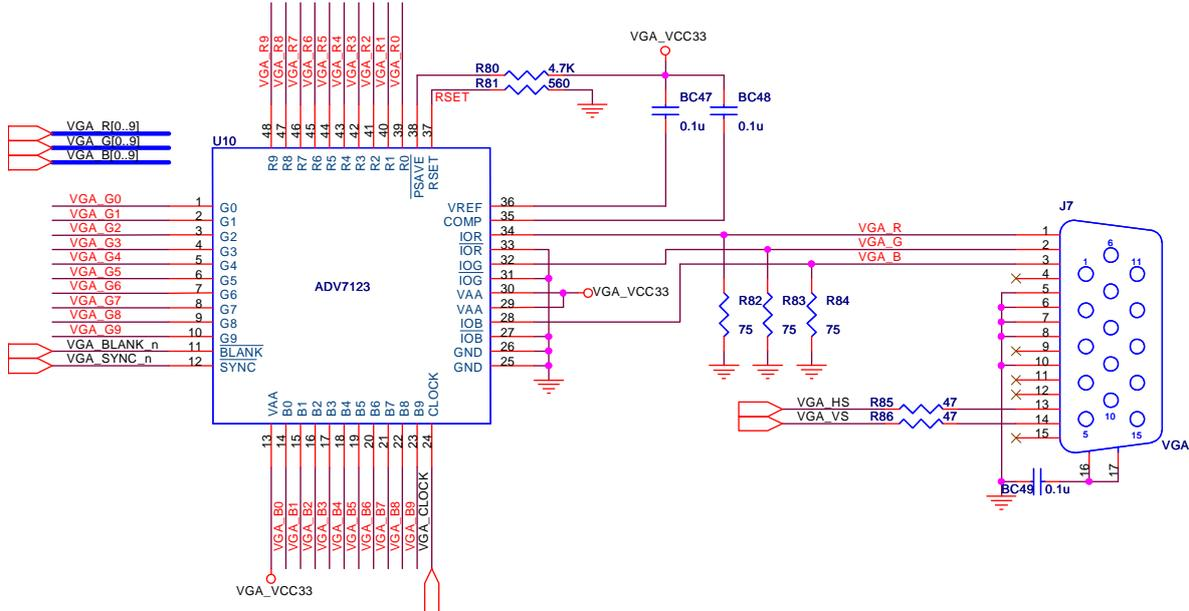 VGA_VCC33
VGA_R9
VGA_R8
VGA_R7
VGA_R6
VGA_R5
VGA_R4
VGA_R3
VGA_R2
VGA_R1
VGA_R0
R80 4.7K
R81 560
RSET
BC47
0.1u
BC48
0.1u
VGA_R[0..9]
VGA_G[0..9]
VGA_B[0..9]
U10
48 47 46 45 44 43 42 41 40 39 38 37
R9 R8 R7 R6 R5 R4 R3 R2 R1 R0 PSAVE RSET
VGA_G0 1 G0
VGA_G1 2 G1
VGA_G2 3 G2
VGA_G3 4 G3
VGA_G4 5 G4
VGA_G5 6 G5
VGA_G6 7 G6
VGA_G7 8 G7
VGA_G8 9 G8
VGA_G9 10 G9
VGA_BLANK_n 11 BLANK
VGA_SYNC_n 12 SYNC
ADV7123
VREF 36
COMP 35
IOR 34
IOR 33
IOG 32
IOG 31
VAA 30
VAA 29
IOB 28
IOB 27
GND 26
GND 25
VGA_VCC33
VAA B0 B1 B2 B3 B4 B5 B6 B7 B8 B9 CLOCK
13 14 15 16 17 18 19 20 21 22 23 24
VGA_B0
VGA_B1
VGA_B2
VGA_B3
VGA_B4
VGA_B5
VGA_B6
VGA_B7
VGA_B8
VGA_B9
VGA_CLOCK
VGA_VCC33
VGA_R
VGA_G
VGA_B
R82
75
R83
75
R84
75
VGA_HS R85 47
VGA_VS R86 47
J7
1
2
3
4
5
6
7
8
9
10
11
12
13
14
15
6
1 11
10
5 15
VGA
16 17
BC49 0.1u